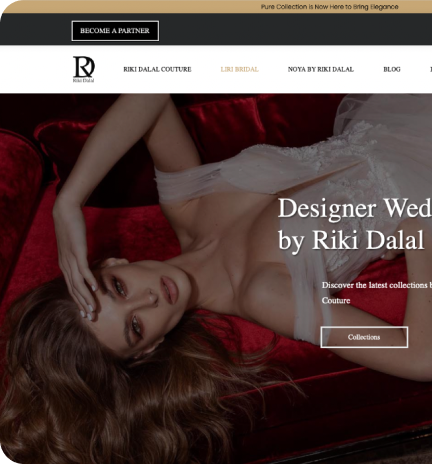 Pure Collection is Now Here to Bring Elegance
BECOME A PARTNER
RD
Riki Dalal
RIKI DALAL COUTURE
LIRI BRIDAL
NOYA BY RIKI DALAL
BLOG
Designer Wed
by Riki Dalal
Discover the latest collections b
Couture
Collections